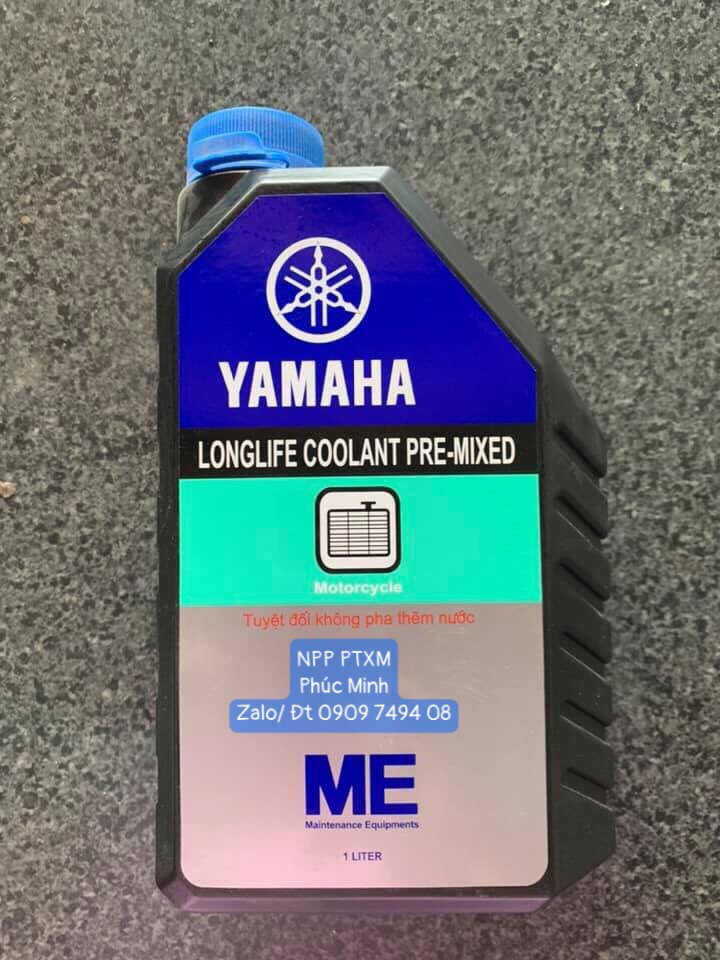 YAMAHA
LONGLIFE COOLANT PRE-MIXED
Motorcycle
Tuyệt đối không pha thêm nước
NPP PTXM
Phúc Minh
Zalo/ Đt 0909 7494 08
ME
Maintenance Equipments
1 LITER